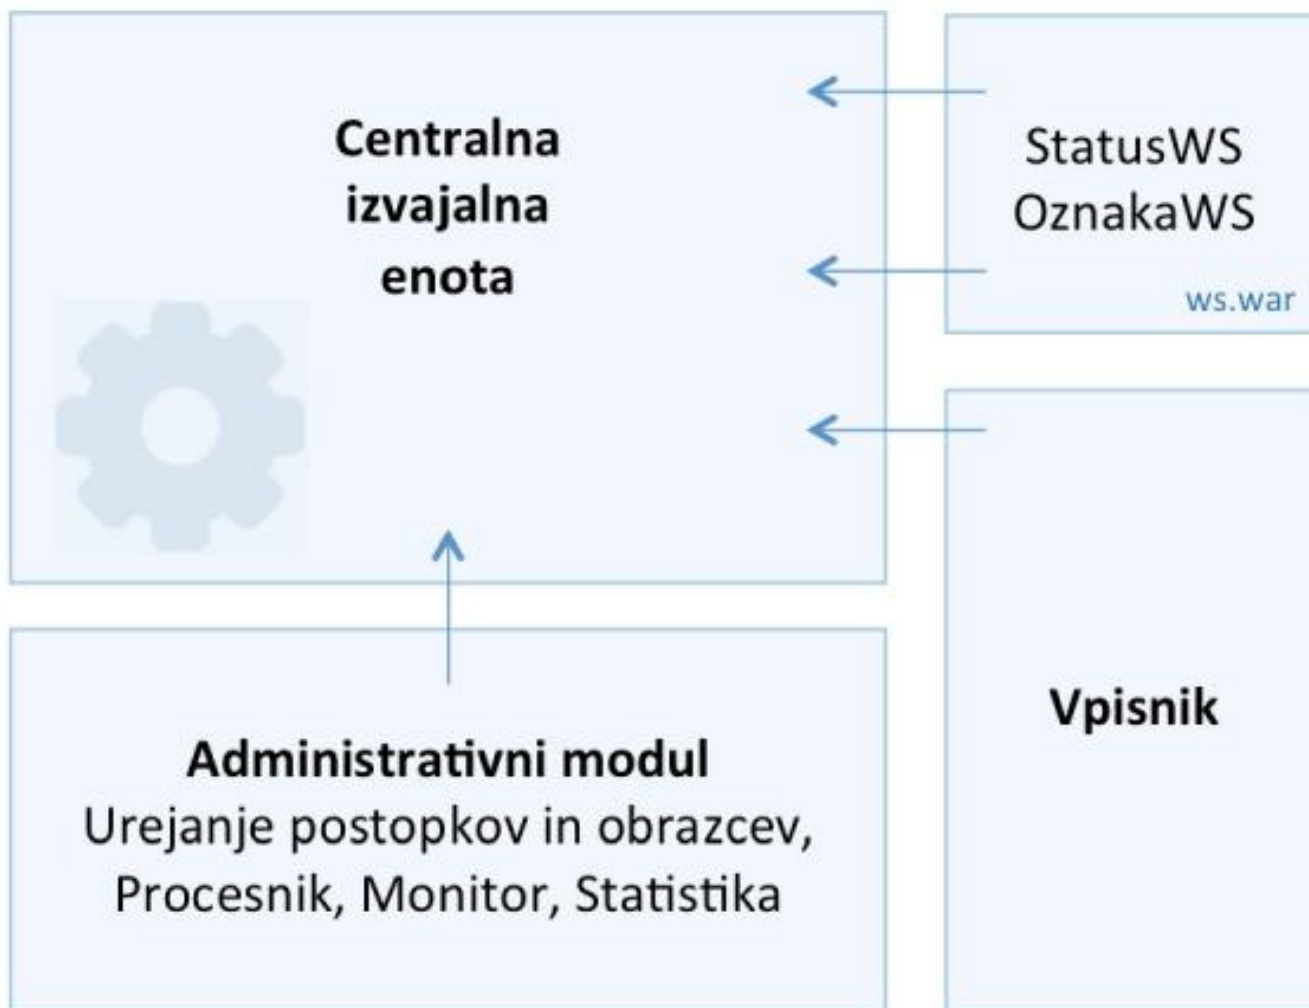 Centralna
izvajalna
enota
StatusWS
OznakaWS
ws.war
Administrativni modul
Urejanje postopkov in obrazcev,
Procesnik, Monitor, Statistika
Vpisnik